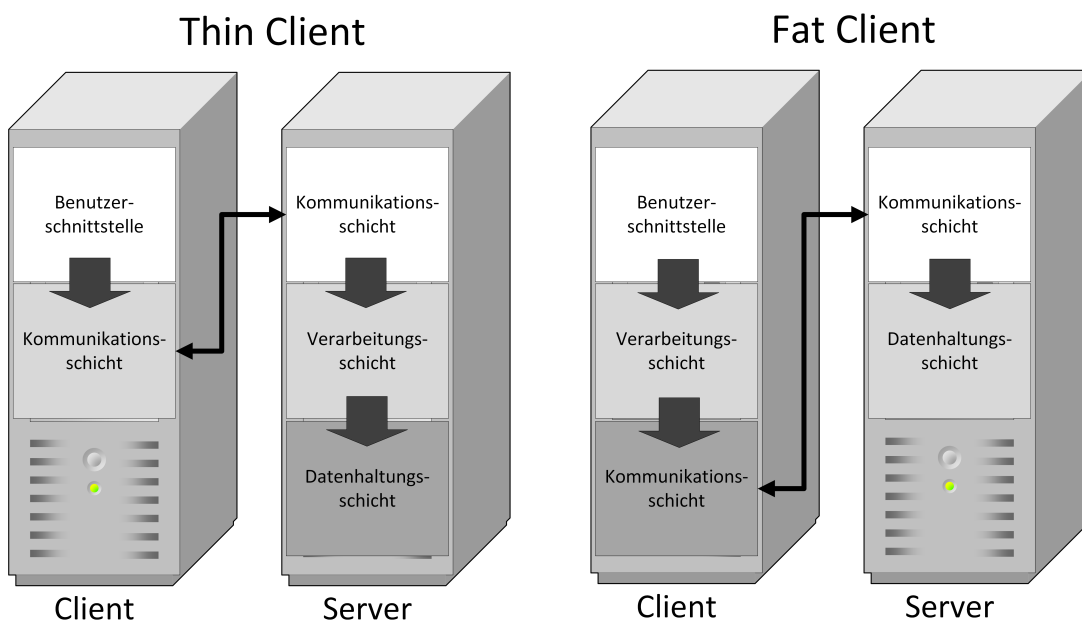 Thin Client
Fat Client
Benutzer-
schnittstelle
Kommunikations-
schicht
Kommunikations-
schicht
Verarbeitungs-
schicht
Datenhaltungs-
schicht
Benutzer-
schnittstelle
Verarbeitungs-
schicht
Kommunikations-
schicht
Kommunikations-
schicht
Datenhaltungs-
schicht
Client
Server
Client
Server